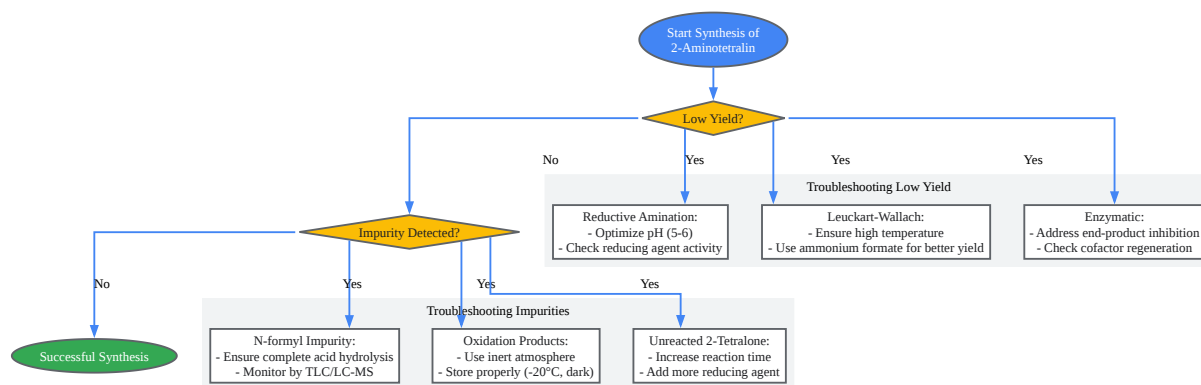 Start Synthesis of
2-Aminotetralin
Low Yield?
No
Yes
Yes
Yes
Troubleshooting Low Yield
Reductive Amination:
- Optimize pH (5-6)
- Check reducing agent activity
Leuckart-Wallach:
- Ensure high temperature
- Use ammonium formate for better yield
Enzymatic:
- Address end-product inhibition
- Check cofactor regeneration
Impurity Detected?
No
Yes
Yes
Yes
Troubleshooting Impurities
N-formyl Impurity:
- Ensure complete acid hydrolysis
- Monitor by TLC/LC-MS
Oxidation Products:
- Use inert atmosphere
- Store properly (-20°C, dark)
Unreacted 2-Tetralone:
- Increase reaction time
- Add more reducing agent
Successful Synthesis